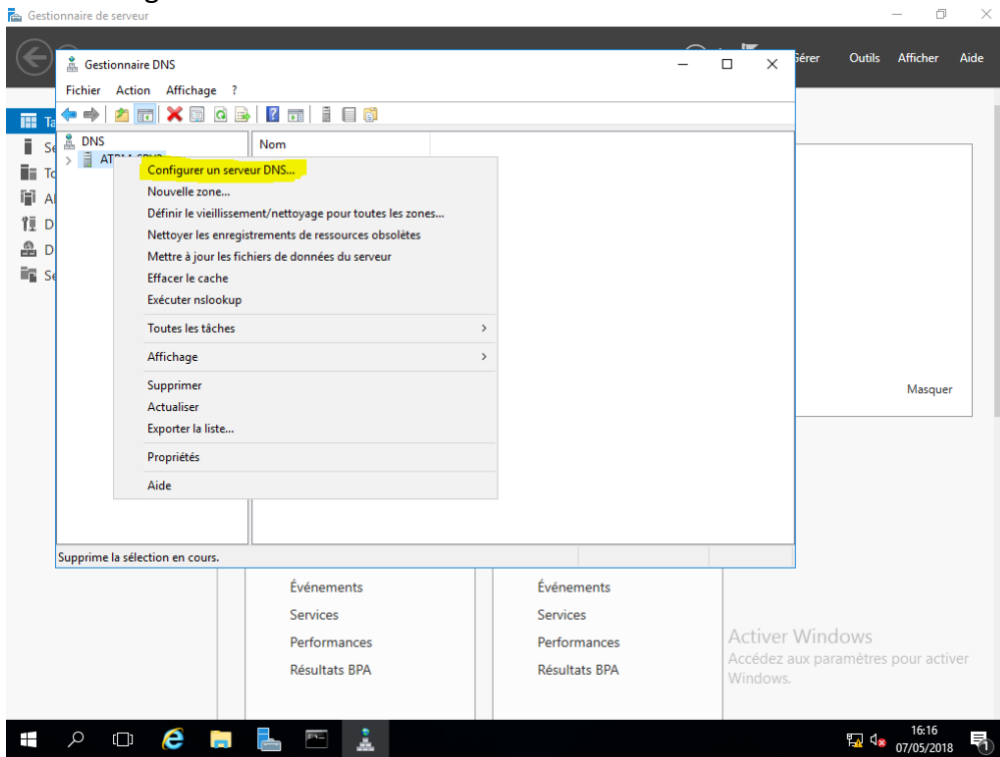 Gestionnaire de serveur
Gérer Outils Afficher Aide
Gestionnaire DNS
Fichier Action Affichage ?
DNS
Nom
Configurer un serveur DNS...
Nouvelle zone...
Définir le vieillissement/nettoyage pour toutes les zones...
Nettoyer les enregistrements de ressources obsolètes
Mettre à jour les fichiers de données du serveur
Effacer le cache
Exécuter nslookup
Toutes les tâches
Affichage
Supprimer
Actualiser
Exporter la liste...
Propriétés
Aide
Masquer
Supprime la sélection en cours.
Événements Événements
Services Services
Performances Performances
Résultats BPA Résultats BPA
Activer Windows
Accédez aux paramètres pour activer
Windows.
16:16
07/05/2018
1